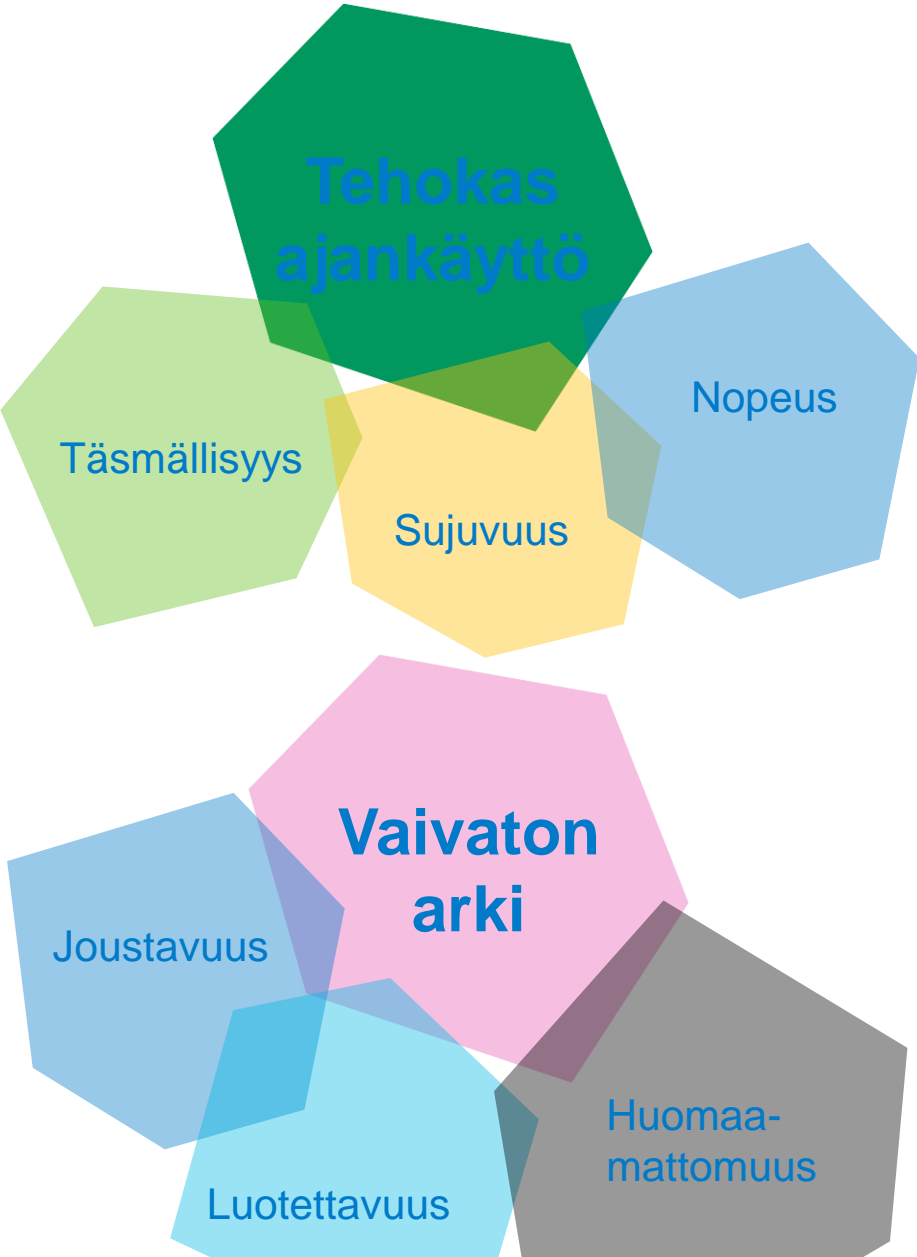 Tehokas
ajankäyttö
Nopeus
Täsmällisyys
Sujuvuus
Vaivaton
arki
Joustavuus
Huomaa-
mattomuus
Luotettavuus